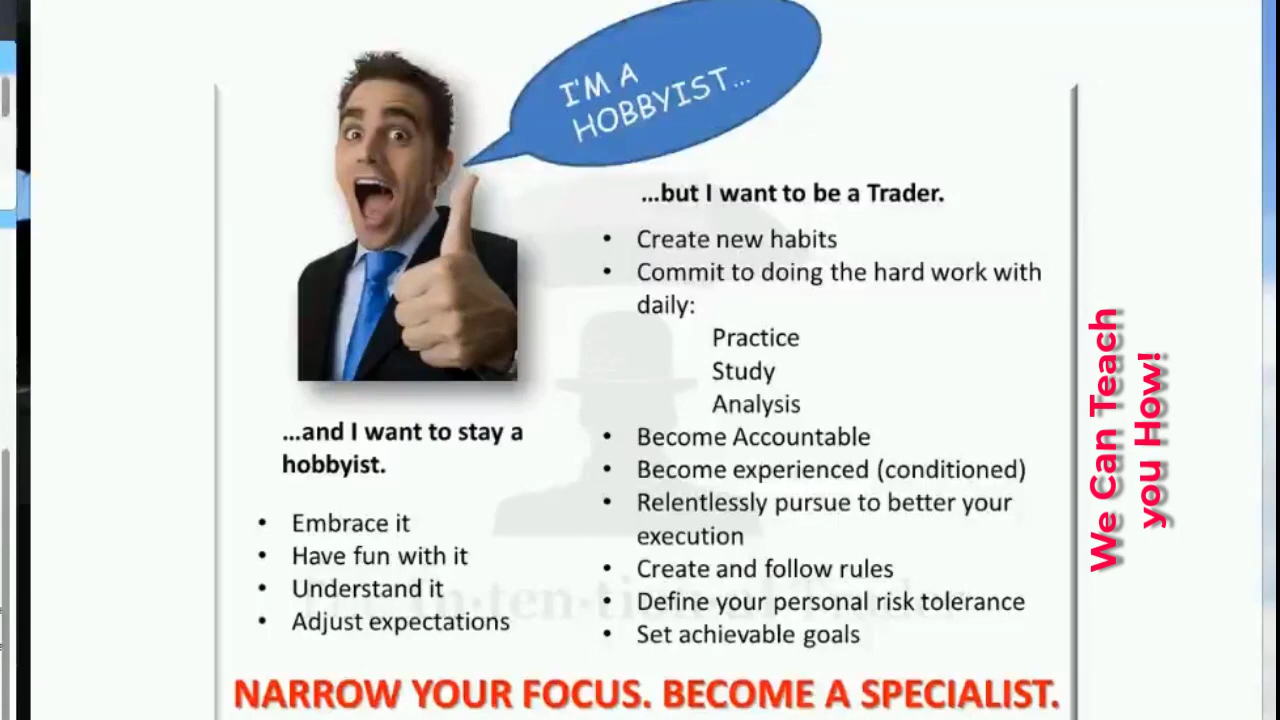 I'M A
HOBBYIST...
...but I want to be a Trader.
• Create new habits
• Commit to doing the hard work with
daily:
Practice
Study
Analysis
• Become Accountable
• Become experienced (conditioned)
• Relentlessly pursue to better your
execution
• Create and follow rules
• Define your personal risk tolerance
• Set achievable goals
...and I want to stay a
hobbyist.
• Embrace it
• Have fun with it
• Understand it
• Adjust expectations
NARROW YOUR FOCUS. BECOME A SPECIALIST.
We Can Teach
you How!